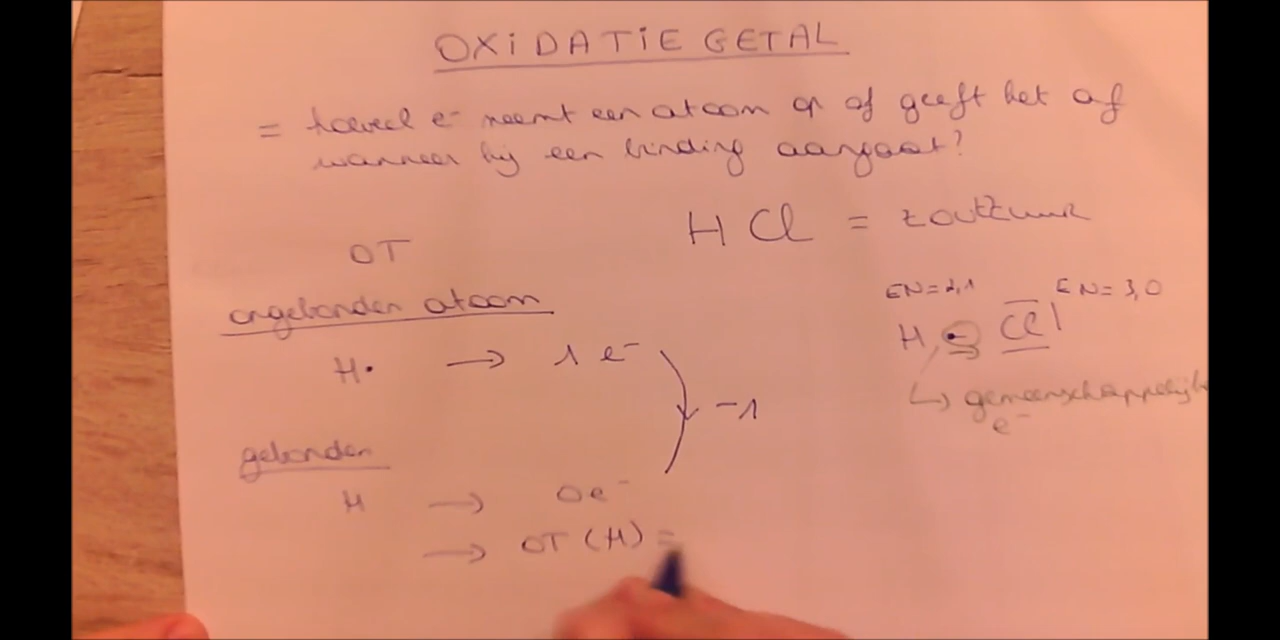 OXIDATIE GETAL
= hoeveel e⁻ neemt een atoom op of geeft het af
wanneer hij een binding aangaat?
HCl = zoutzuur
OT
ongebonden atoom
EN=2,1 EN=3,0
H Cl
H• → 1 e⁻
-1
↳ gemeenschappelijk
e⁻
gebonden
H → 0e⁻
→ OT (H) =